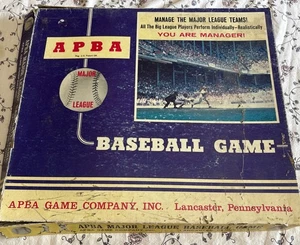 MANAGE THE MAJOR LEAGUE TEAMS!
All The Big League Players Perform Individually—Realistically
YOU ARE MANAGER!
APBA
MAJOR
LEAGUE
BASEBALL GAME
APBA GAME COMPANY, INC. Lancaster, Pennsylvania
APBA MAJOR LEAGUE BASEBALL GAME